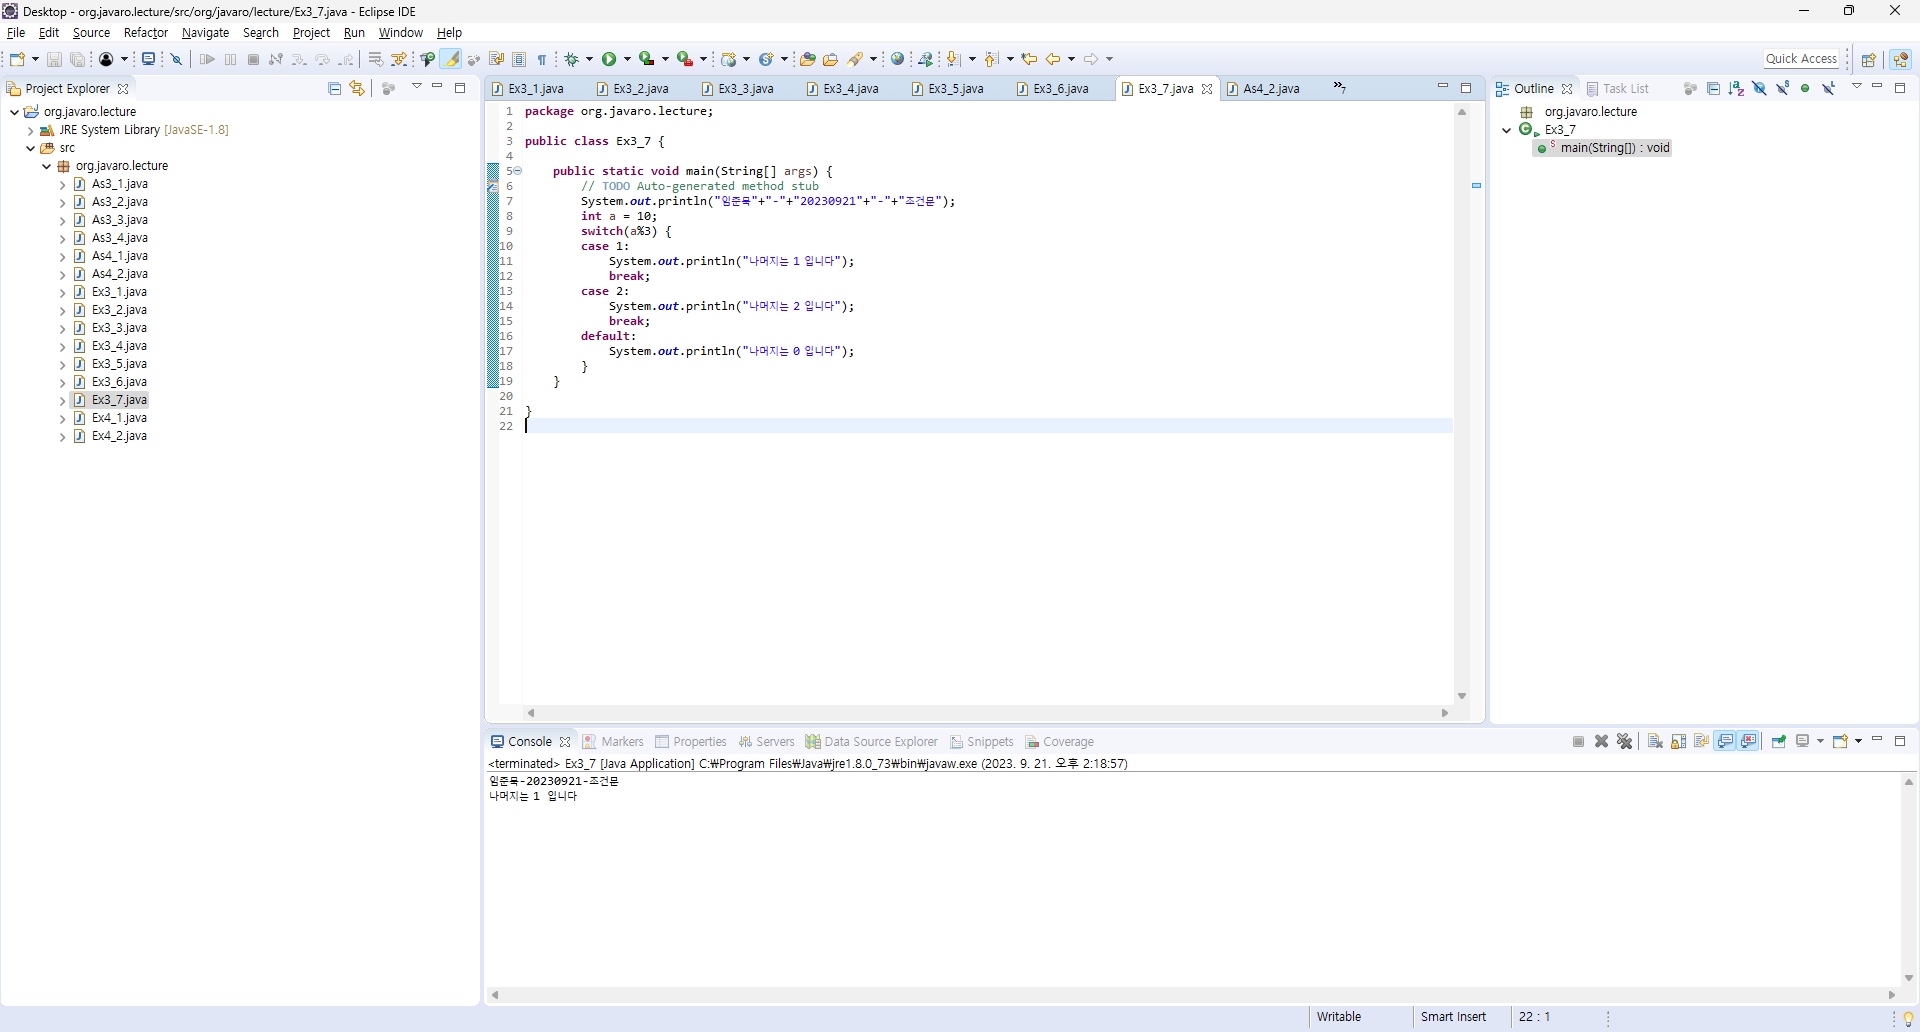 Desktop - org.javaro.lecture/src/org/javaro/lecture/Ex3_7.java - Eclipse IDE
File Edit Source Refactor Navigate Search Project Run Window Help
Quick Access
Project Explorer
org.javaro.lecture
JRE System Library [JavaSE-1.8]
src
org.javaro.lecture
As3_1.java
As3_2.java
As3_3.java
As3_4.java
As4_1.java
As4_2.java
Ex3_1.java
Ex3_2.java
Ex3_3.java
Ex3_4.java
Ex3_5.java
Ex3_6.java
Ex3_7.java
Ex4_1.java
Ex4_2.java
Ex3_1.java Ex3_2.java Ex3_3.java Ex3_4.java Ex3_5.java Ex3_6.java Ex3_7.java As4_2.java »7
1 package org.javaro.lecture;
2
3 public class Ex3_7 {
4
5 public static void main(String[] args) {
6 // TODO Auto-generated method stub
7 System.out.println("임준묵"+"-"+"20230921"+"-"+"조건문");
8 int a = 10;
9 switch(a%3) {
10 case 1:
11 System.out.println("나머지는 1 입니다");
12 break;
13 case 2:
14 System.out.println("나머지는 2 입니다");
15 break;
16 default:
17 System.out.println("나머지는 0 입니다");
18 }
19 }
20
21 }
22
Outline Task List
org.javaro.lecture
Ex3_7
main(String[]) : void
Console Markers Properties Servers Data Source Explorer Snippets Coverage
<terminated> Ex3_7 [Java Application] C:₩Program Files₩Java₩jre1.8.0_73₩bin₩javaw.exe (2023. 9. 21. 오후 2:18:57)
임준묵-20230921-조건문
나머지는 1 입니다
Writable Smart Insert 22 : 1